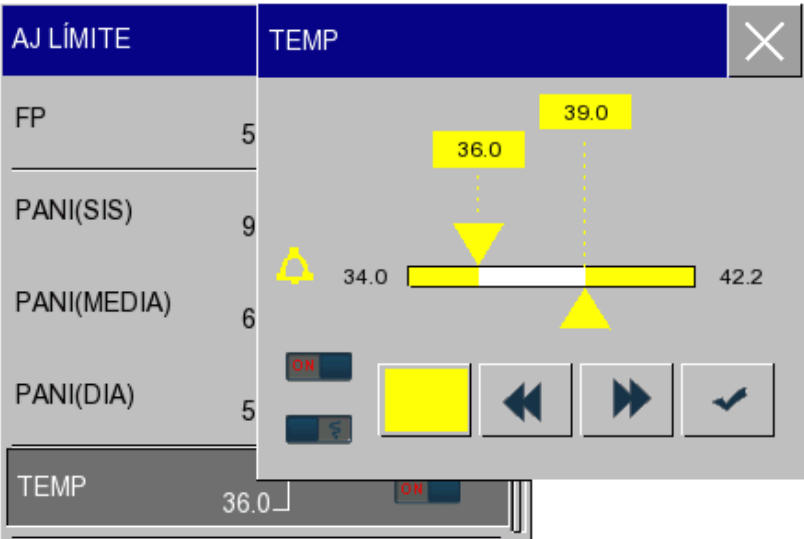 AJ LÍMITE
FP
5
PANI(SIS)
9
PANI(MEDIA)
6
PANI(DIA)
5
TEMP
36.0
ON
TEMP
39.0
36.0
34.0
42.2
ON